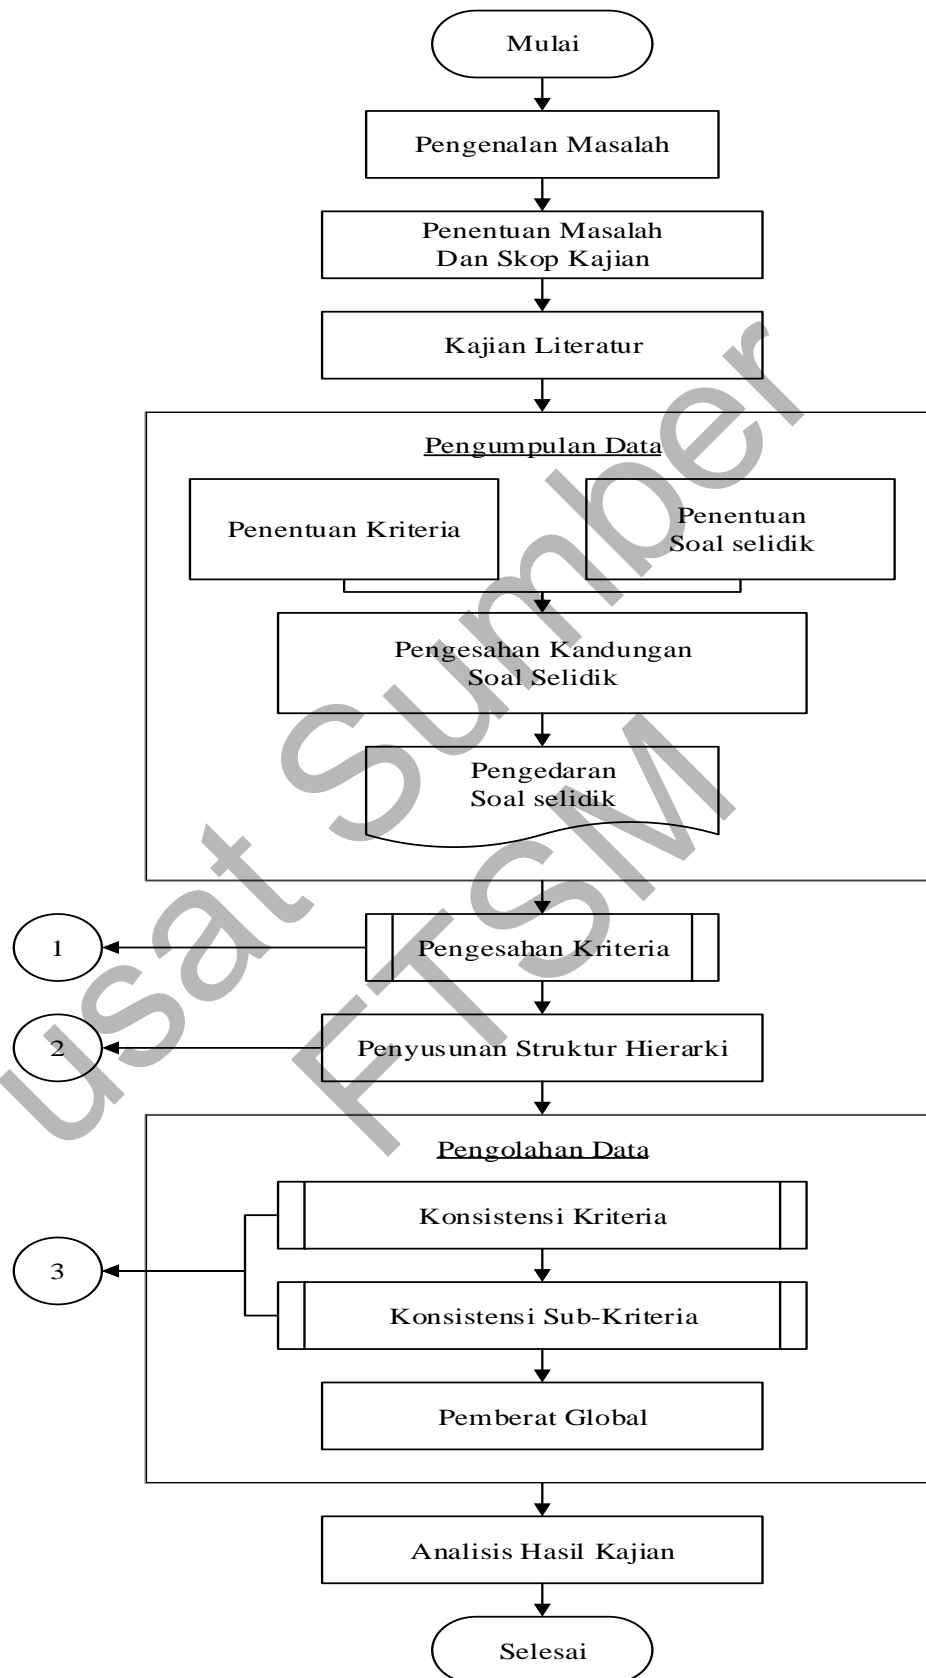 Mulai
Pengenalan Masalah
Penentuan Masalah
Dan Skop Kajian
Kajian Literatur
Pengumpulan Data
Penentuan Kriteria
Penentuan
Soal selidik
Pengesahan Kandungan
Soal Selidik
Pengedaran
Soal selidik
1
Pengesahan Kriteria
2
Penyusunan Struktur Hierarki
Pengolahan Data
Konsistensi Kriteria
3
Konsistensi Sub-Kriteria
Pemberat Global
Analisis Hasil Kajian
Selesai
usat Sumber
FTSM